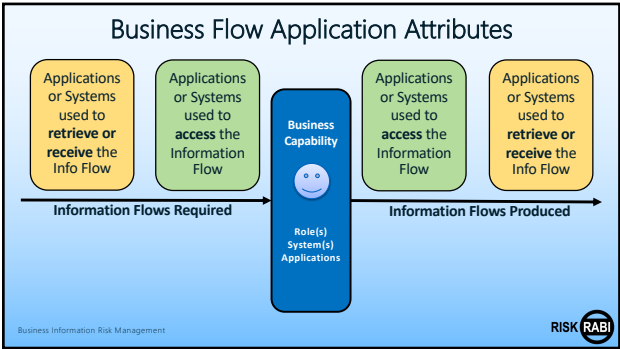 Business Flow Application Attributes
Applications
or Systems
used to
retrieve or
receive the
Info Flow
Applications
or Systems
used to
access the
Information
Flow
Business
Capability
Role(s)
System(s)
Applications
Applications
or Systems
used to
access the
Information
Flow
Applications
or Systems
used to
retrieve or
receive the
Info Flow
Information Flows Required
Information Flows Produced
Business Information Risk Management
RISK RABI